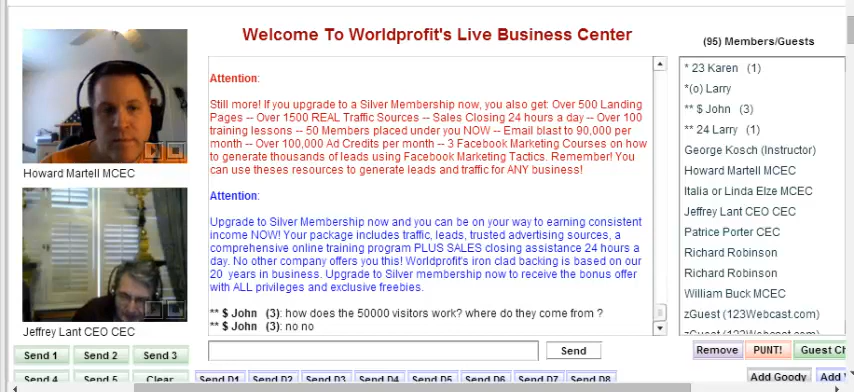 Welcome To Worldprofit's Live Business Center
(95) Members/Guests
Howard Martell MCEC
Jeffrey Lant CEO CEC
Attention:
Still more! If you upgrade to a Silver Membership now, you also get: Over 500 Landing
Pages -- Over 1500 REAL Traffic Sources -- Sales Closing 24 hours a day -- Over 100
training lessons -- 50 Members placed under you NOW -- Email blast to 90,000 per
month -- Over 100,000 Ad Credits per month -- 3 Facebook Marketing Courses on how
to generate thousands of leads using Facebook Marketing Tactics. Remember! You
can use theses resources to generate leads and traffic for ANY business!
Attention:
Upgrade to Silver Membership now and you can be on your way to earning consistent
income NOW! Your package includes traffic, leads, trusted advertising sources, a
comprehensive online training program PLUS SALES closing assistance 24 hours a
day. No other company offers you this! Worldprofit's iron clad backing is based on our
20 years in business. Upgrade to Silver membership now to receive the bonus offer
with ALL privileges and exclusive freebies.
** $ John (3): how does the 50000 visitors work? where do they come from ?
** $ John (3): no no
* 23 Karen (1)
*(o) Larry
** $ John (3)
** 24 Larry (1)
George Kosch (Instructor)
Howard Martell MCEC
Italia or Linda Elze MCEC
Jeffrey Lant CEO CEC
Patrice Porter CEC
Richard Robinson
Richard Robinson
William Buck MCEC
zGuest (123Webcast.com)
zGuest (123Webcast.com)
Send
Send 1 Send 2 Send 3
Remove PUNT! Guest Ch
Send 4 Send 5 Clear
Send D1 Send D2 Send D3 Send D4 Send D5 Send D6 Send D7 Send D8
Add Goody Add